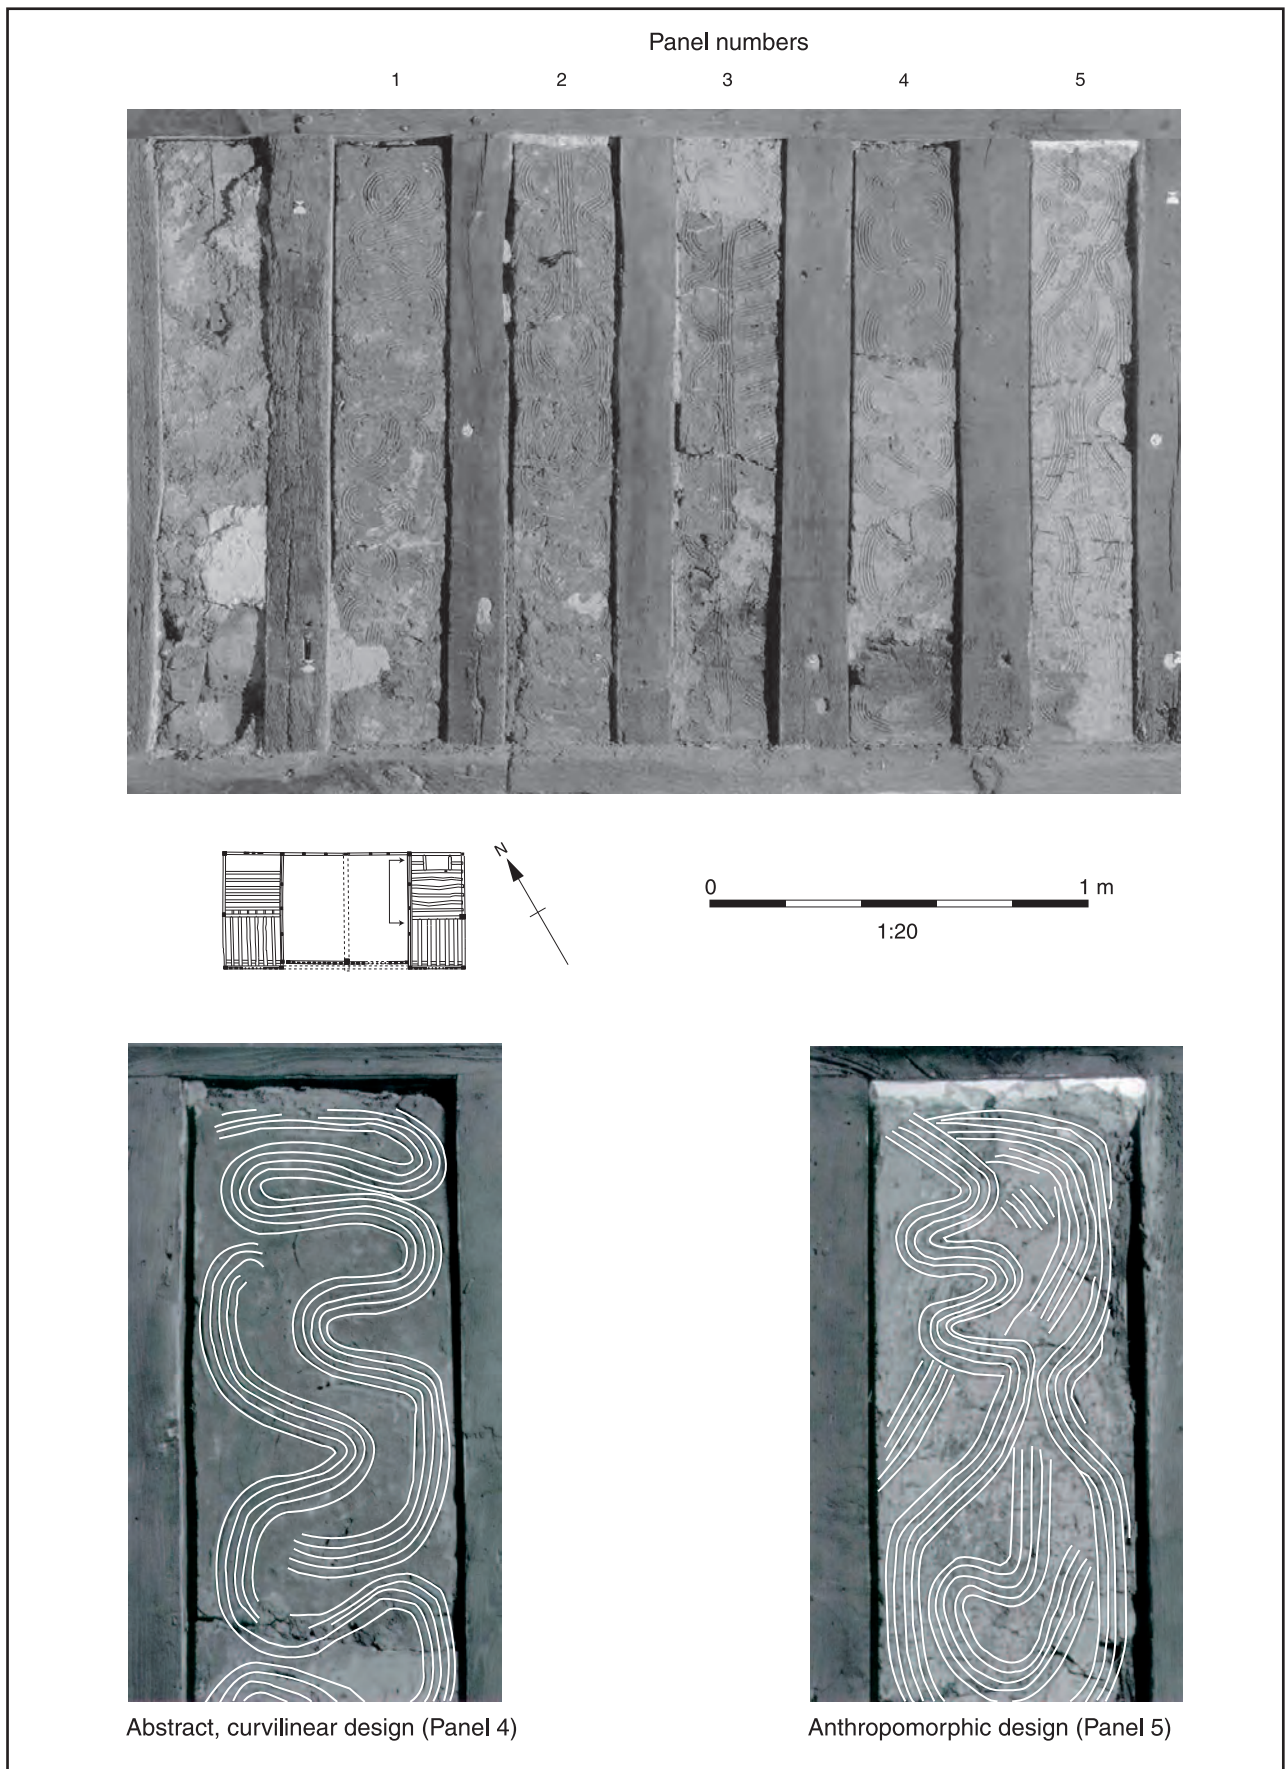 Panel numbers
1 2 3 4 5
N
0 1 m
1:20
Abstract, curvilinear design (Panel 4)
Anthropomorphic design (Panel 5)